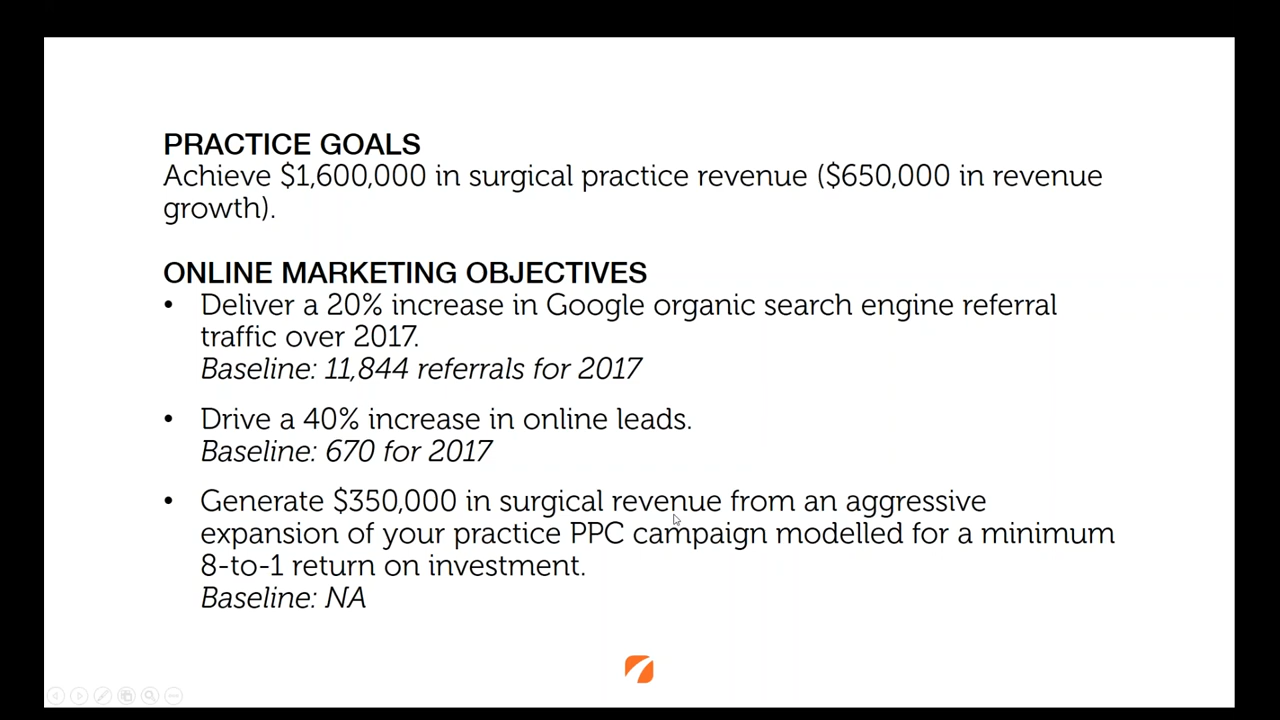 PRACTICE GOALS
Achieve $1,600,000 in surgical practice revenue ($650,000 in revenue
growth).
ONLINE MARKETING OBJECTIVES
• Deliver a 20% increase in Google organic search engine referral
traffic over 2017.
Baseline: 11,844 referrals for 2017
• Drive a 40% increase in online leads.
Baseline: 670 for 2017
• Generate $350,000 in surgical revenue from an aggressive
expansion of your practice PPC campaign modelled for a minimum
8-to-1 return on investment.
Baseline: NA